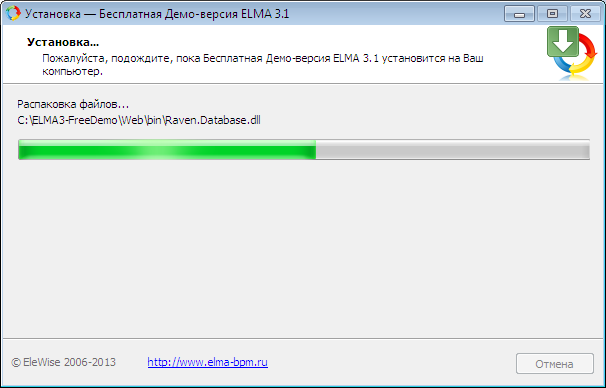 Установка — Бесплатная Демо-версия ELMA 3.1
Установка...
Пожалуйста, подождите, пока Бесплатная Демо-версия ELMA 3.1 установится на Ваш
компьютер.
Распаковка файлов...
C:\ELMA3-FreeDemo\Web\bin\Raven.Database.dll
© EleWise 2006-2013 http://www.elma-bpm.ru Отмена